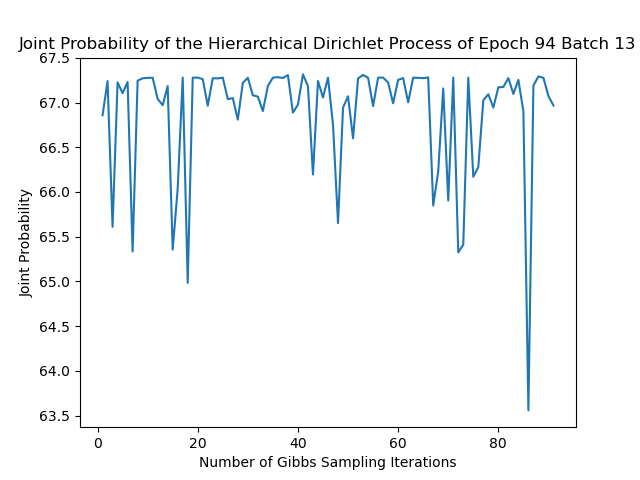 Joint Probability of the Hierarchical Dirichlet Process of Epoch 94 Batch 13
67.5
67.0
66.5
66.0
65.5
65.0
64.5
64.0
63.5
Joint Probability
0 20 40 60 80
Number of Gibbs Sampling Iterations